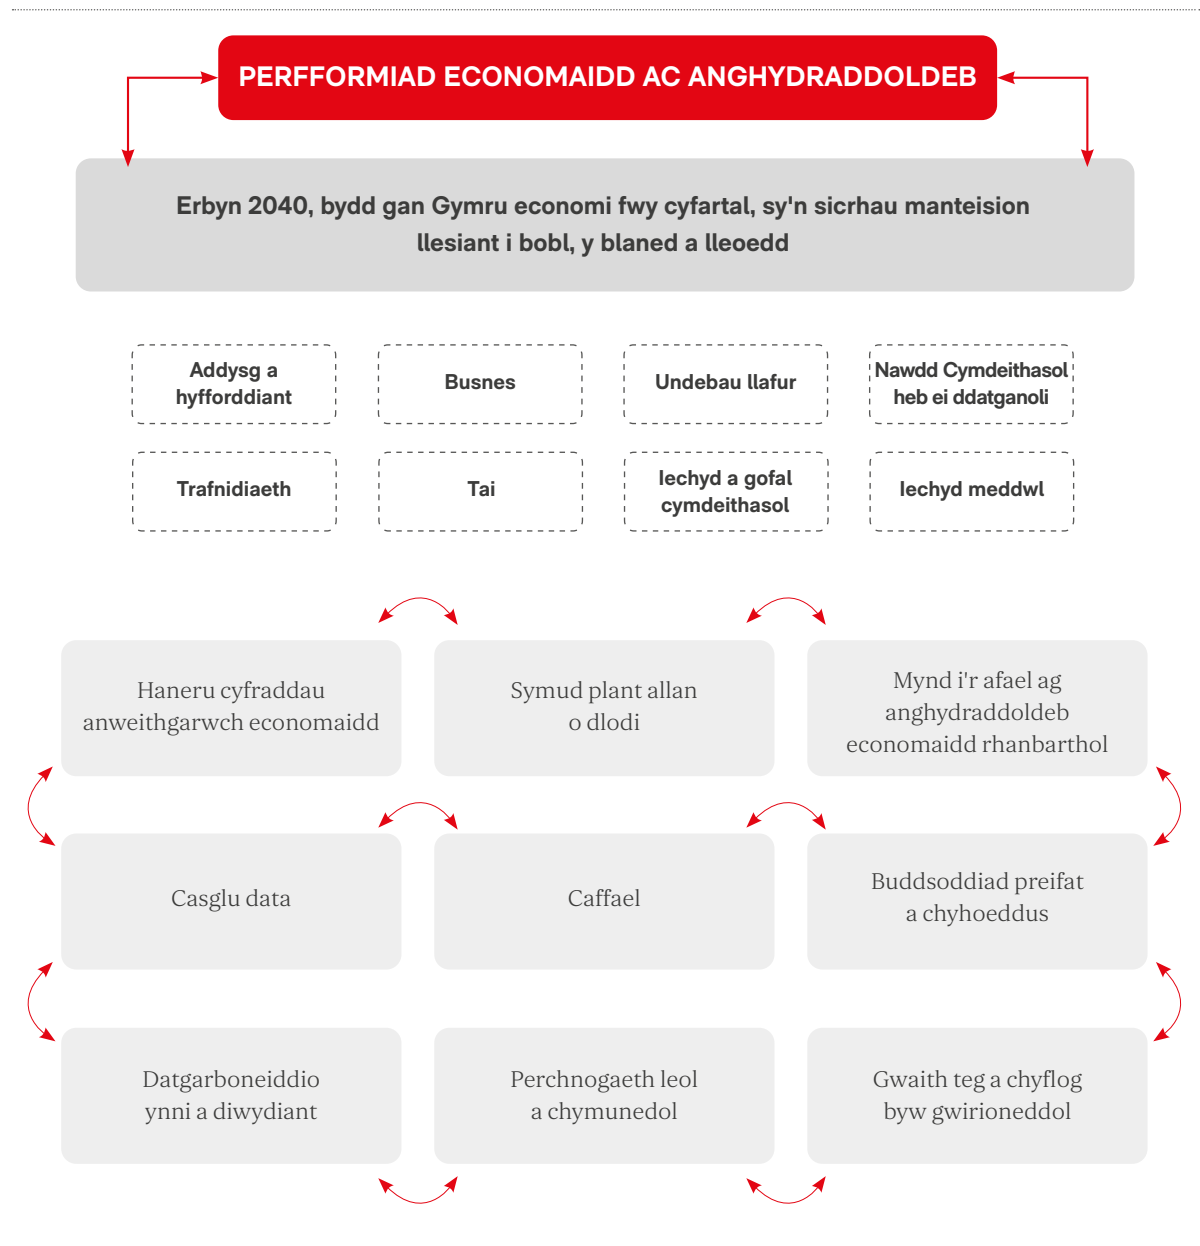 PERFFORMIAD ECONOMAIDD AC ANGHYDRADDOLDEB
Erbyn 2040, bydd gan Gymru economi fwy cyfartal, sy'n sicrhau manteision
llesiant i bobl, y blaned a lleoedd
Addysg a
hyfforddiant
Busnes
Undebau llafur
Nawdd Cymdeithasol
heb ei ddatganoli
Trafnidiaeth
Tai
Iechyd a gofal
cymdeithasol
Iechyd meddwl
Haneru cyfraddau
anweithgarwch economaidd
Symud plant allan
o dlodi
Mynd i'r afael ag
anghydraddoldeb
economaidd rhanbarthol
Casglu data
Caffael
Buddsoddiad preifat
a chyhoeddus
Datgarboneiddio
ynni a diwydiant
Perchnogaeth leol
a chymunedol
Gwaith teg a chyflog
byw gwirioneddol